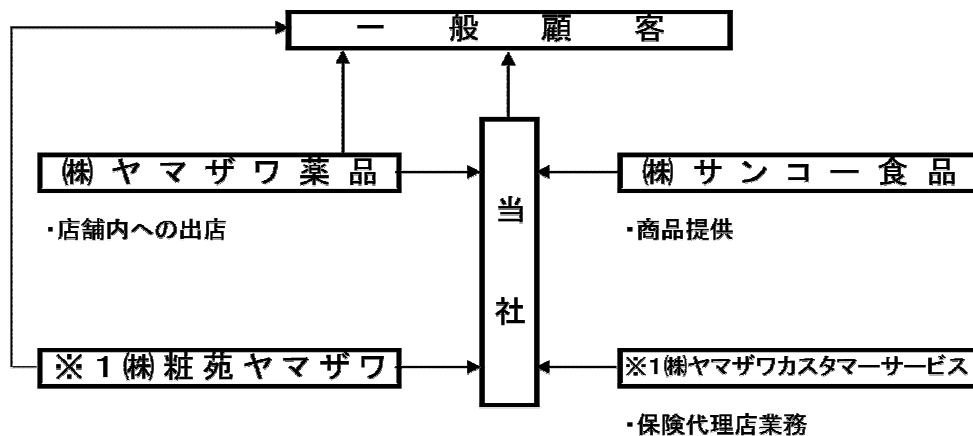 一般顧客
㈱ヤマザワ薬品
・店舗内への出店
㈱サンコー食品
・商品提供
当社
※1㈱粧苑ヤマザワ
※1㈱ヤマザワカスタマーサービス
・保険代理店業務